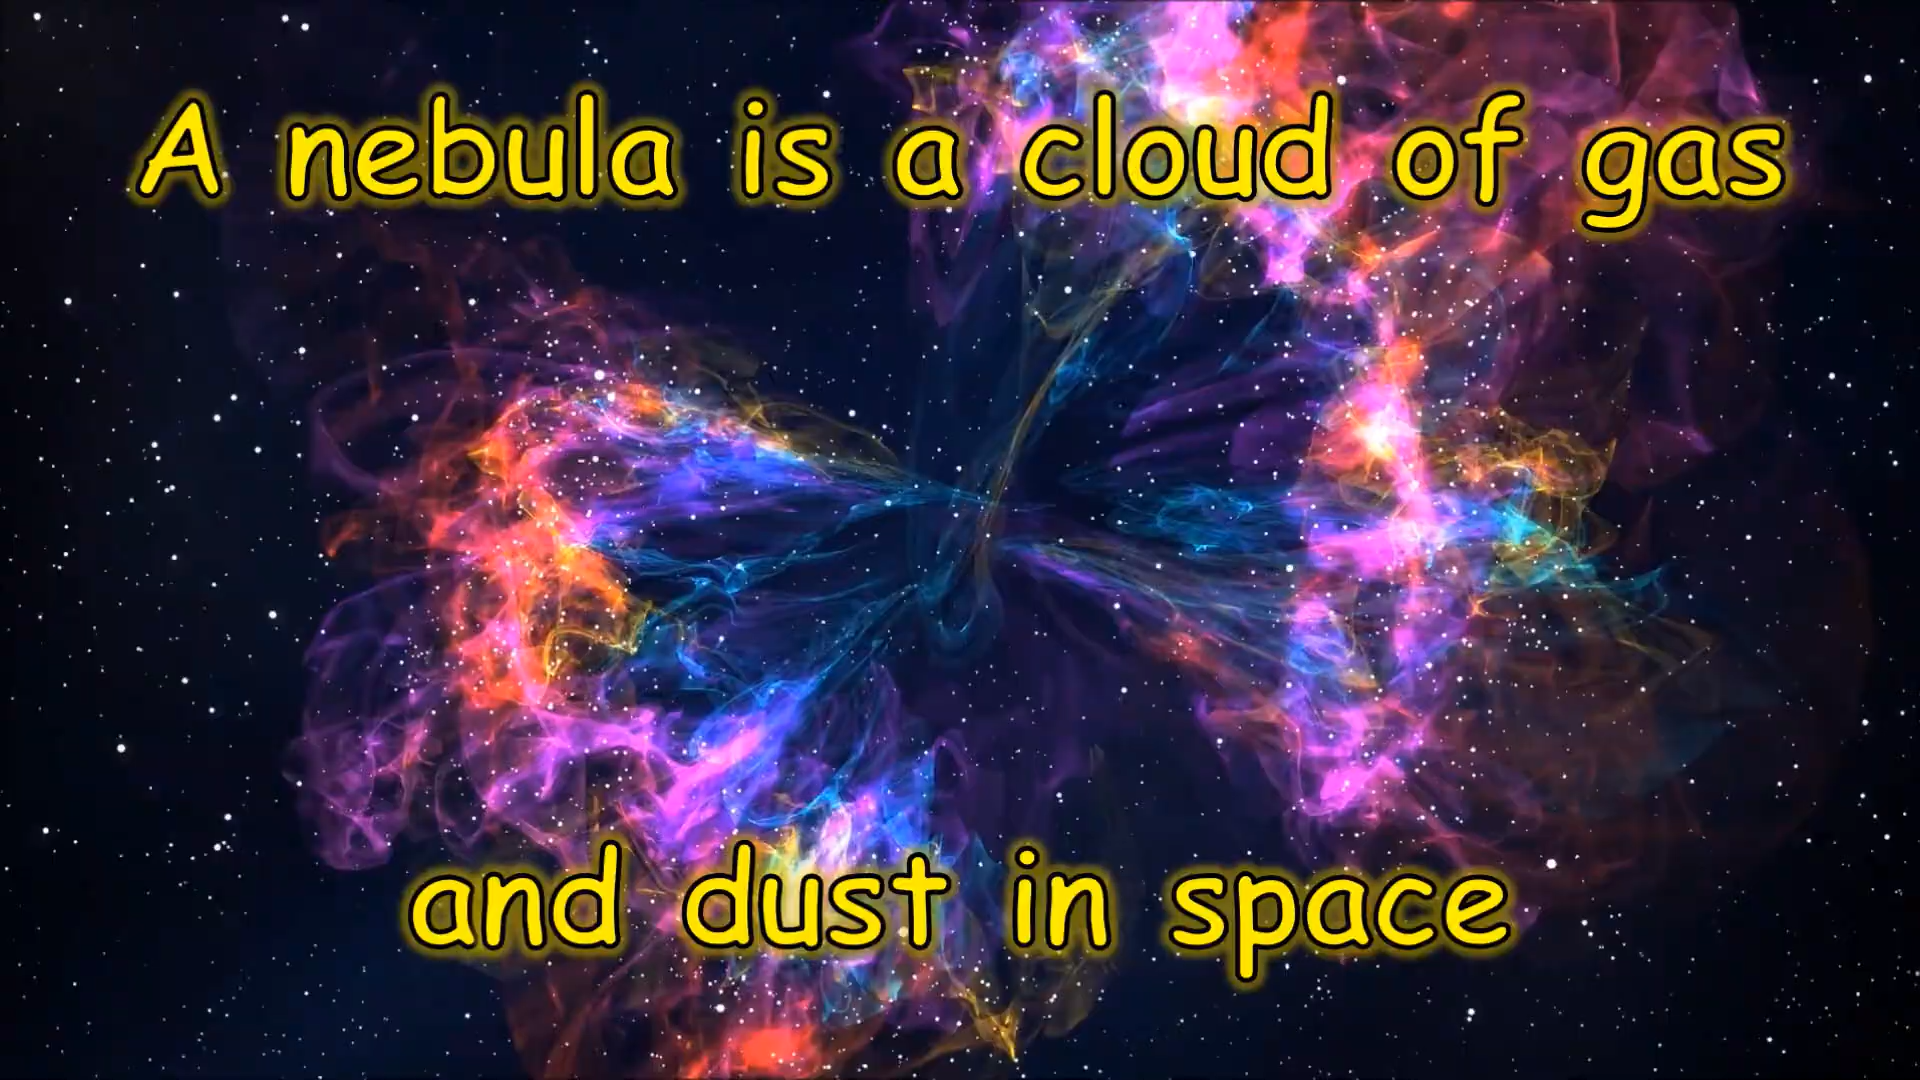 A nebula is a cloud of gas
and dust in space